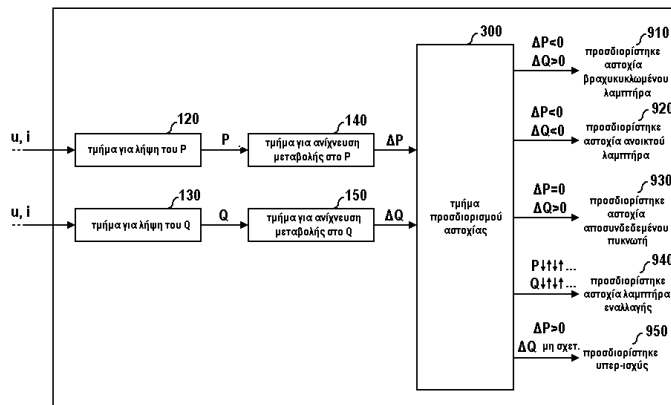 300
ΔP<0
ΔQ>0
910
προσδιορίστηκε
αστοχία
βραχυκυκλωμένου
λαμπτήρα
u, i
120
τμήμα για λήψη του P
P
140
τμήμα για ανίχνευση
μεταβολής στο P
ΔP
ΔP<0
ΔQ<0
920
προσδιορίστηκε
αστοχία ανοικτού
λαμπτήρα
u, i
130
τμήμα για λήψη του Q
Q
150
τμήμα για ανίχνευση
μεταβολής στο Q
ΔQ
τμήμα
προσδιορισμού
αστοχίας
ΔP=0
ΔQ>0
930
προσδιορίστηκε
αστοχία
αποσυνδεδεμένου
πυκνωτή
P↓↑↓↑ ...
Q↓↑↓↑ ...
940
προσδιορίστηκε
αστοχία λαμπτήρα
εναλλαγής
ΔP>0
ΔQ μη σχετ.
950
προσδιορίστηκε
υπερ-ισχύς